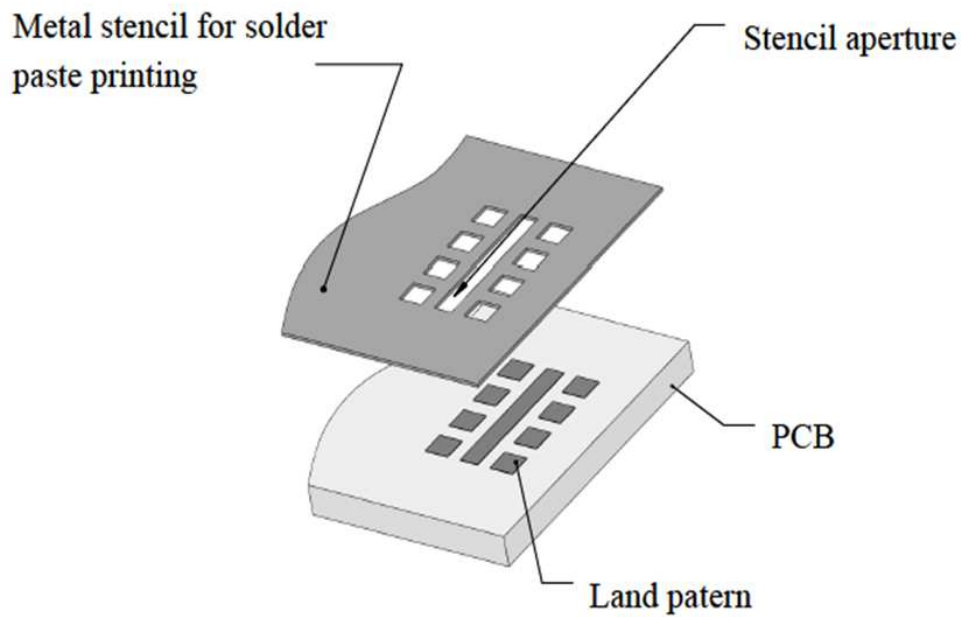 Metal stencil for solder
paste printing
Stencil aperture
PCB
Land patern